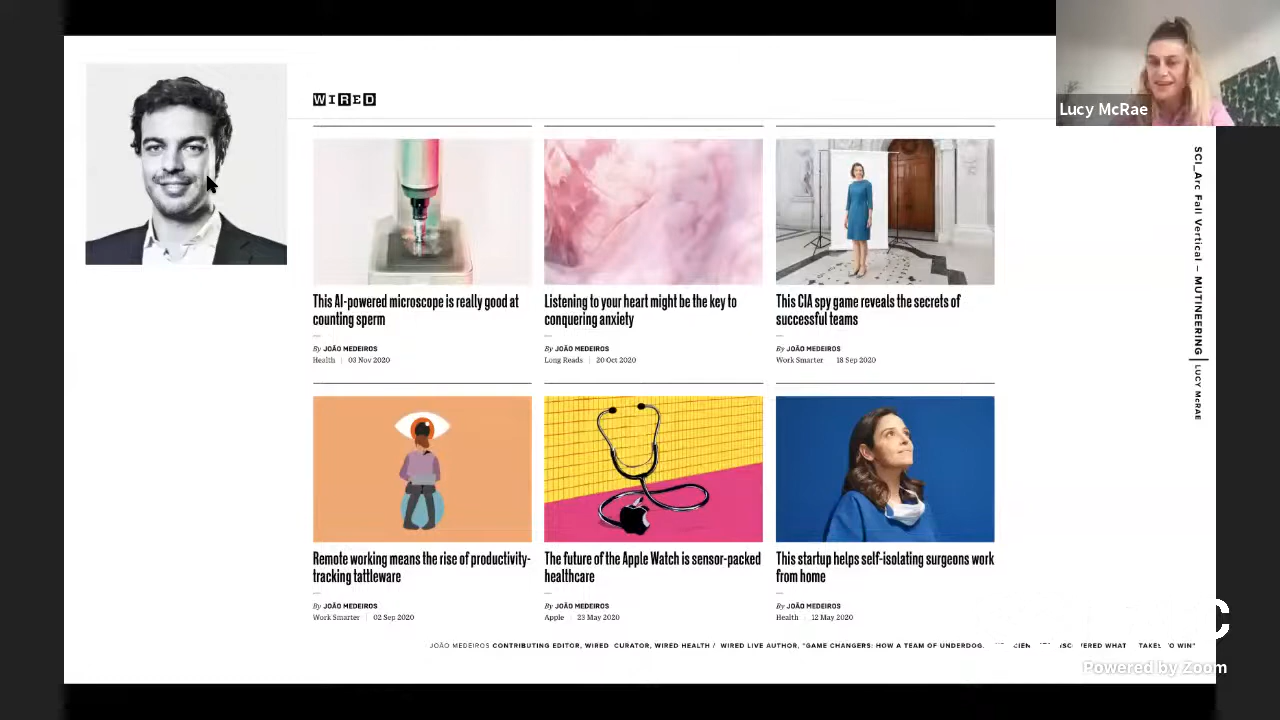 WIRED
Lucy McRae
This AI-powered microscope is really good at
counting sperm
By JOÃO MEDEIROS
Health | 03 Nov 2020
Listening to your heart might be the key to
conquering anxiety
By JOÃO MEDEIROS
Long Reads | 20 Oct 2020
This CIA spy game reveals the secrets of
successful teams
By JOÃO MEDEIROS
Work Smarter 18 Sep 2020
Remote working means the rise of productivity-
tracking tattleware
By JOÃO MEDEIROS
Work Smarter | 02 Sep 2020
The future of the Apple Watch is sensor-packed
healthcare
By JOÃO MEDEIROS
Apple | 23 May 2020
This startup helps self-isolating surgeons work
from home
By JOÃO MEDEIROS
Health | 12 May 2020
JOÃO MEDEIROS CONTRIBUTING EDITOR, WIRED CURATOR, WIRED HEALTH / WIRED LIVE AUTHOR, "GAME CHANGERS: HOW A TEAM OF UNDERDOG WHAT TO WIN"
SCI_Arc Fall Vertical – MUTINEERING | LUCY McRAE
Powered by Zoom